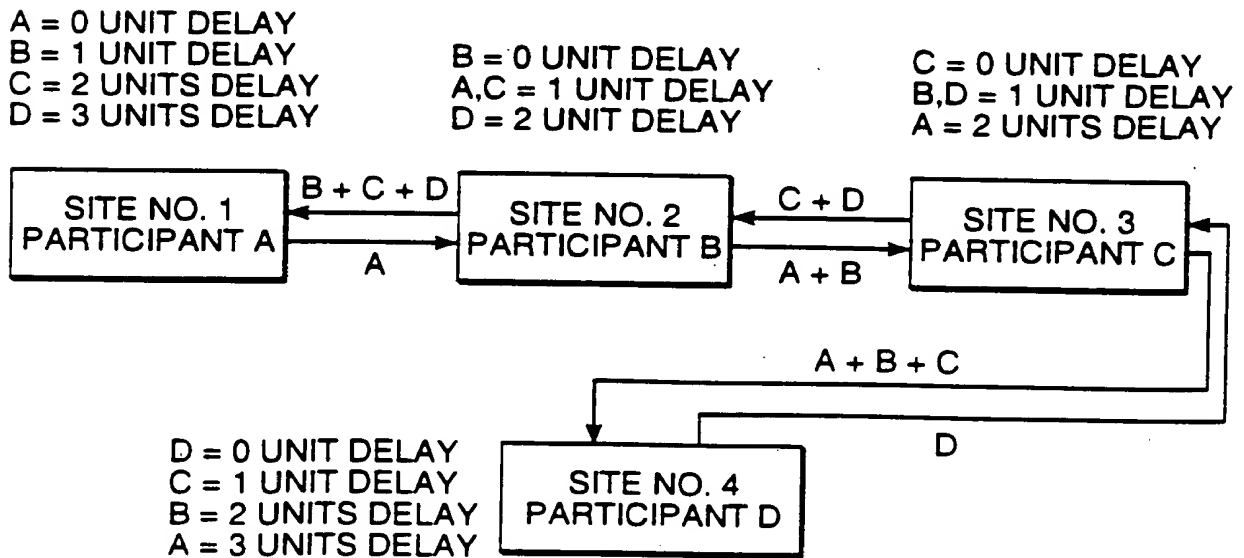 A = 0 UNIT DELAY
B = 1 UNIT DELAY
C = 2 UNITS DELAY
D = 3 UNITS DELAY
B = 0 UNIT DELAY
A,C = 1 UNIT DELAY
D = 2 UNIT DELAY
C = 0 UNIT DELAY
B,D = 1 UNIT DELAY
A = 2 UNITS DELAY
SITE NO. 1
PARTICIPANT A
B + C + D
A
SITE NO. 2
PARTICIPANT B
C + D
A + B
SITE NO. 3
PARTICIPANT C
A + B + C
D
D = 0 UNIT DELAY
C = 1 UNIT DELAY
B = 2 UNITS DELAY
A = 3 UNITS DELAY
SITE NO. 4
PARTICIPANT D